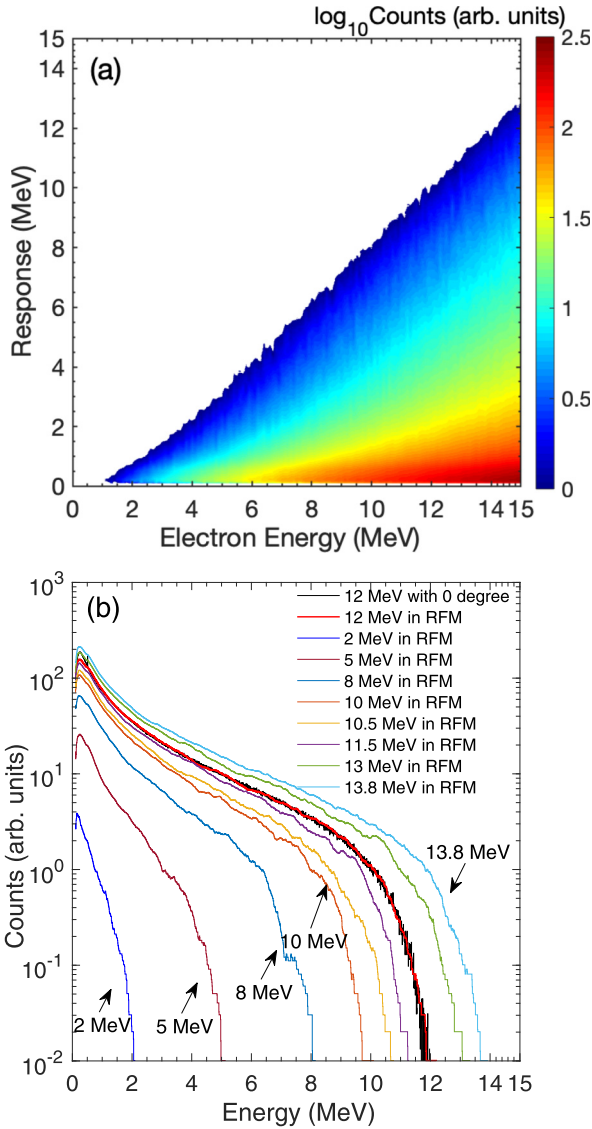 log10Counts (arb. units)
(a)
15
14
12
10
8
6
4
2
0
Response (MeV)
0 2 4 6 8 10 12 14 15
Electron Energy (MeV)
2.5
2
1.5
1
0.5
0
(b)
10^3
10^2
10^1
10^0
10^-1
10^-2
Counts (arb. units)
12 MeV with 0 degree
12 MeV in RFM
2 MeV in RFM
5 MeV in RFM
8 MeV in RFM
10 MeV in RFM
10.5 MeV in RFM
11.5 MeV in RFM
13 MeV in RFM
13.8 MeV in RFM
13.8 MeV
10 MeV
8 MeV
5 MeV
2 MeV
0 2 4 6 8 10 12 14 15
Energy (MeV)